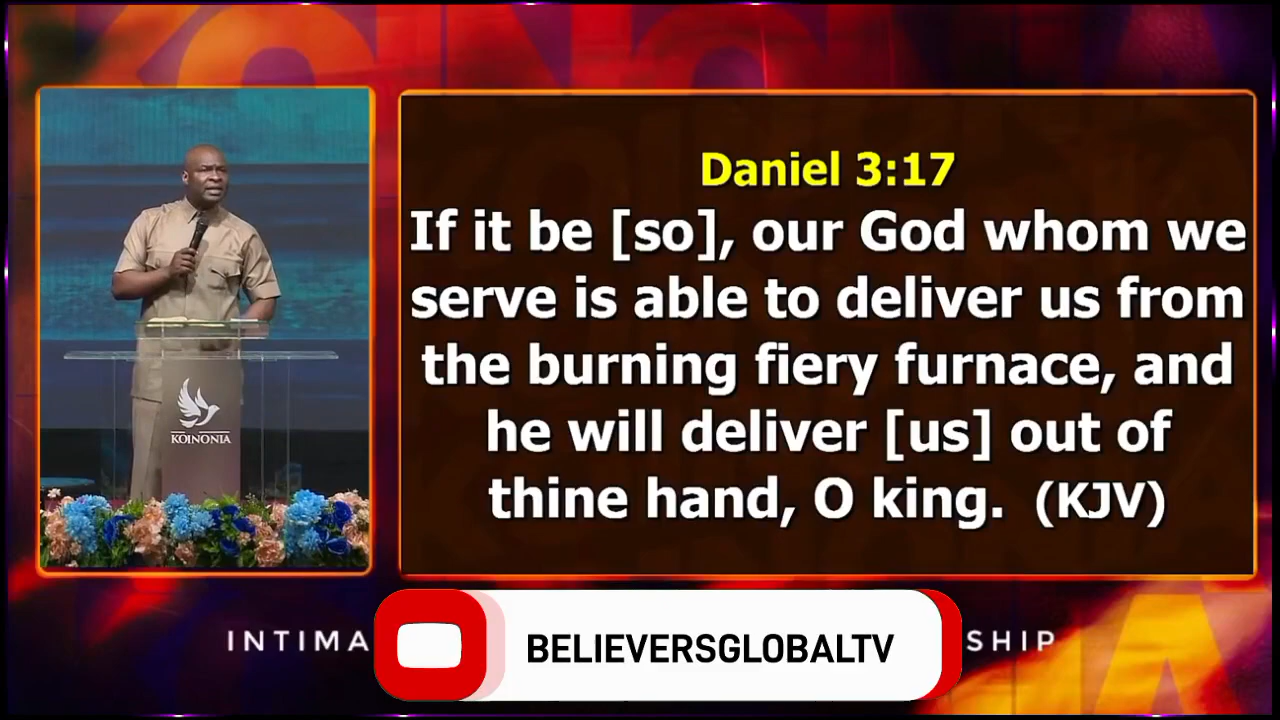 Daniel 3:17
If it be [so], our God whom we
serve is able to deliver us from
the burning fiery furnace, and
he will deliver [us] out of
thine hand, O king. (KJV)
KOINONIA
INTIMA
SHIP
BELIEVERSGLOBALTV